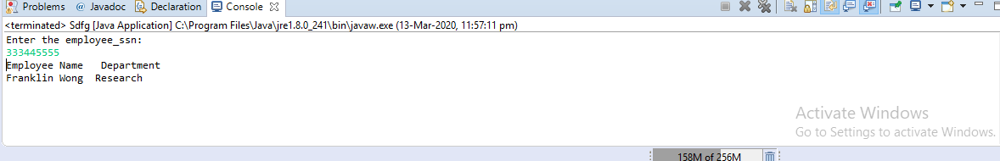 Problems @ Javadoc Declaration Console
<terminated> Sdfg [Java Application] C:\Program Files\Java\jre1.8.0_241\bin\javaw.exe (13-Mar-2020, 11:57:11 pm)
Enter the employee_ssn:
333445555
Employee Name   Department
Franklin Wong  Research
Activate Windows
Go to Settings to activate Windows.
158M of 256M